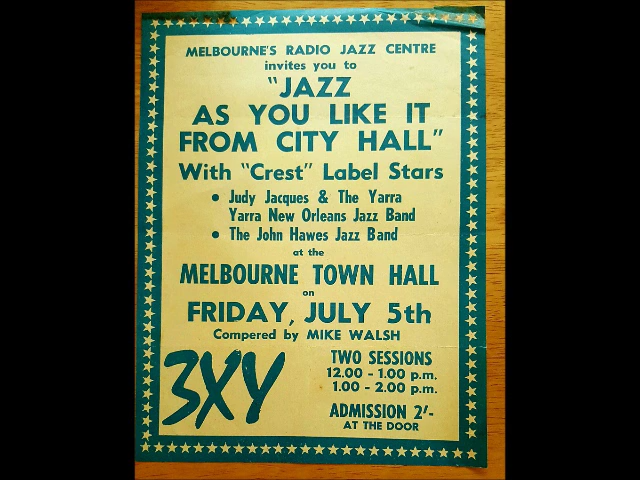 MELBOURNE'S RADIO JAZZ CENTRE
invites you to
"JAZZ
AS YOU LIKE IT
FROM CITY HALL"
With "Crest" Label Stars
• Judy Jacques & The Yarra
Yarra New Orleans Jazz Band
• The John Hawes Jazz Band
at the
MELBOURNE TOWN HALL
on
FRIDAY, JULY 5th
Compered by MIKE WALSH
3XY
TWO SESSIONS
12.00 - 1.00 p.m.
1.00 - 2.00 p.m.
ADMISSION 2'-
AT THE DOOR